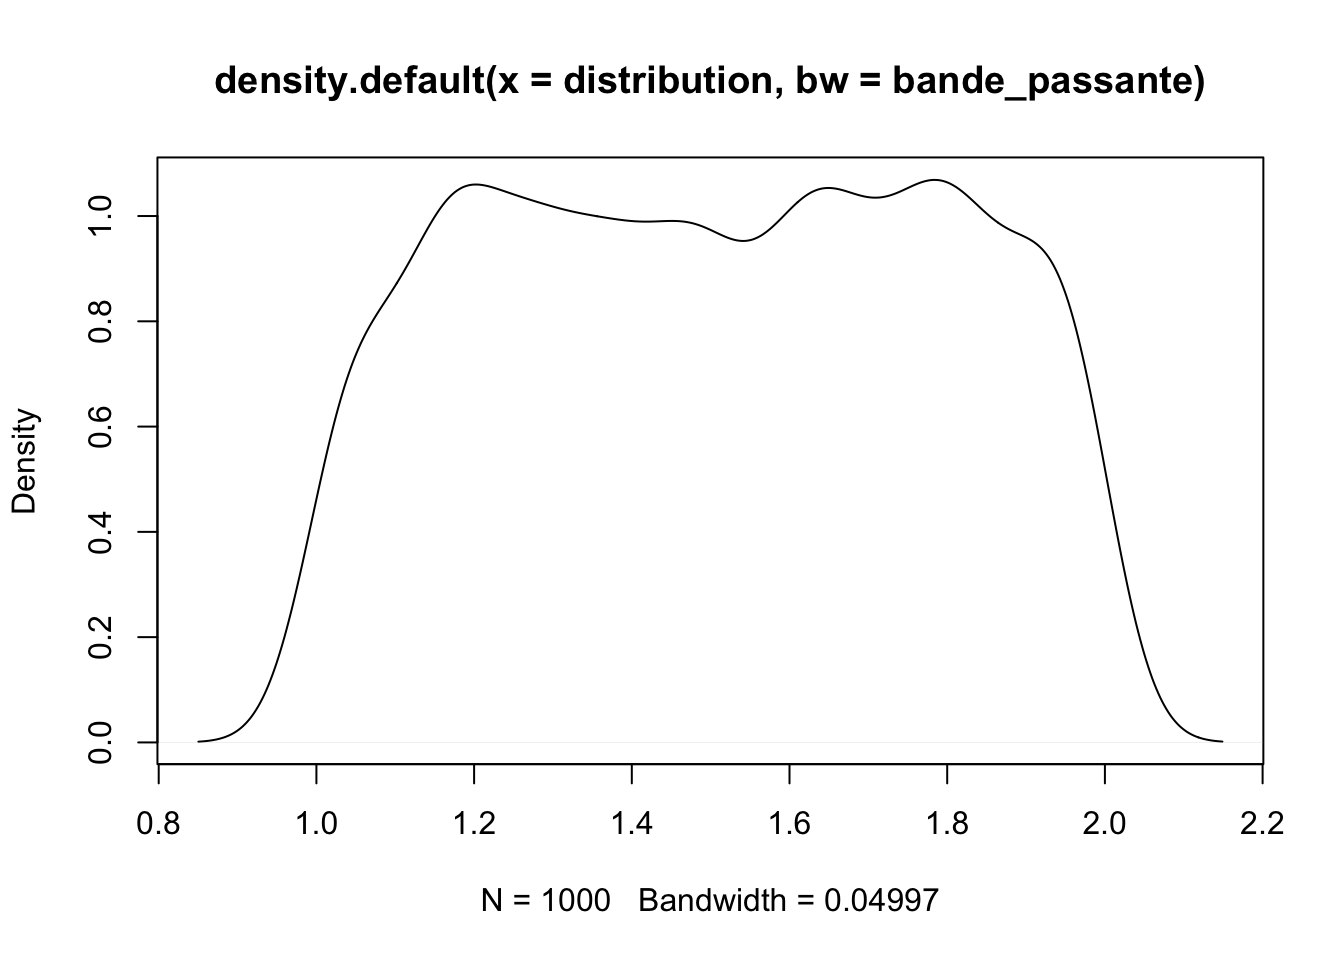 density.default(x = distribution, bw = bande_passante)
Density
1.0
0.8
0.6
0.4
0.2
0.0
0.8 1.0 1.2 1.4 1.6 1.8 2.0 2.2
N = 1000 Bandwidth = 0.04997